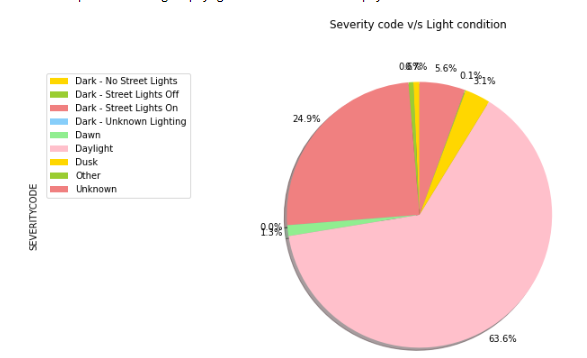 Severity code v/s Light condition
Dark - No Street Lights
Dark - Street Lights Off
Dark - Street Lights On
Dark - Unknown Lighting
Dawn
Daylight
Dusk
Other
Unknown
SEVERITYCODE
5.6%
0.1%
3.1%
24.9%
0.0%
1.3%
63.6%